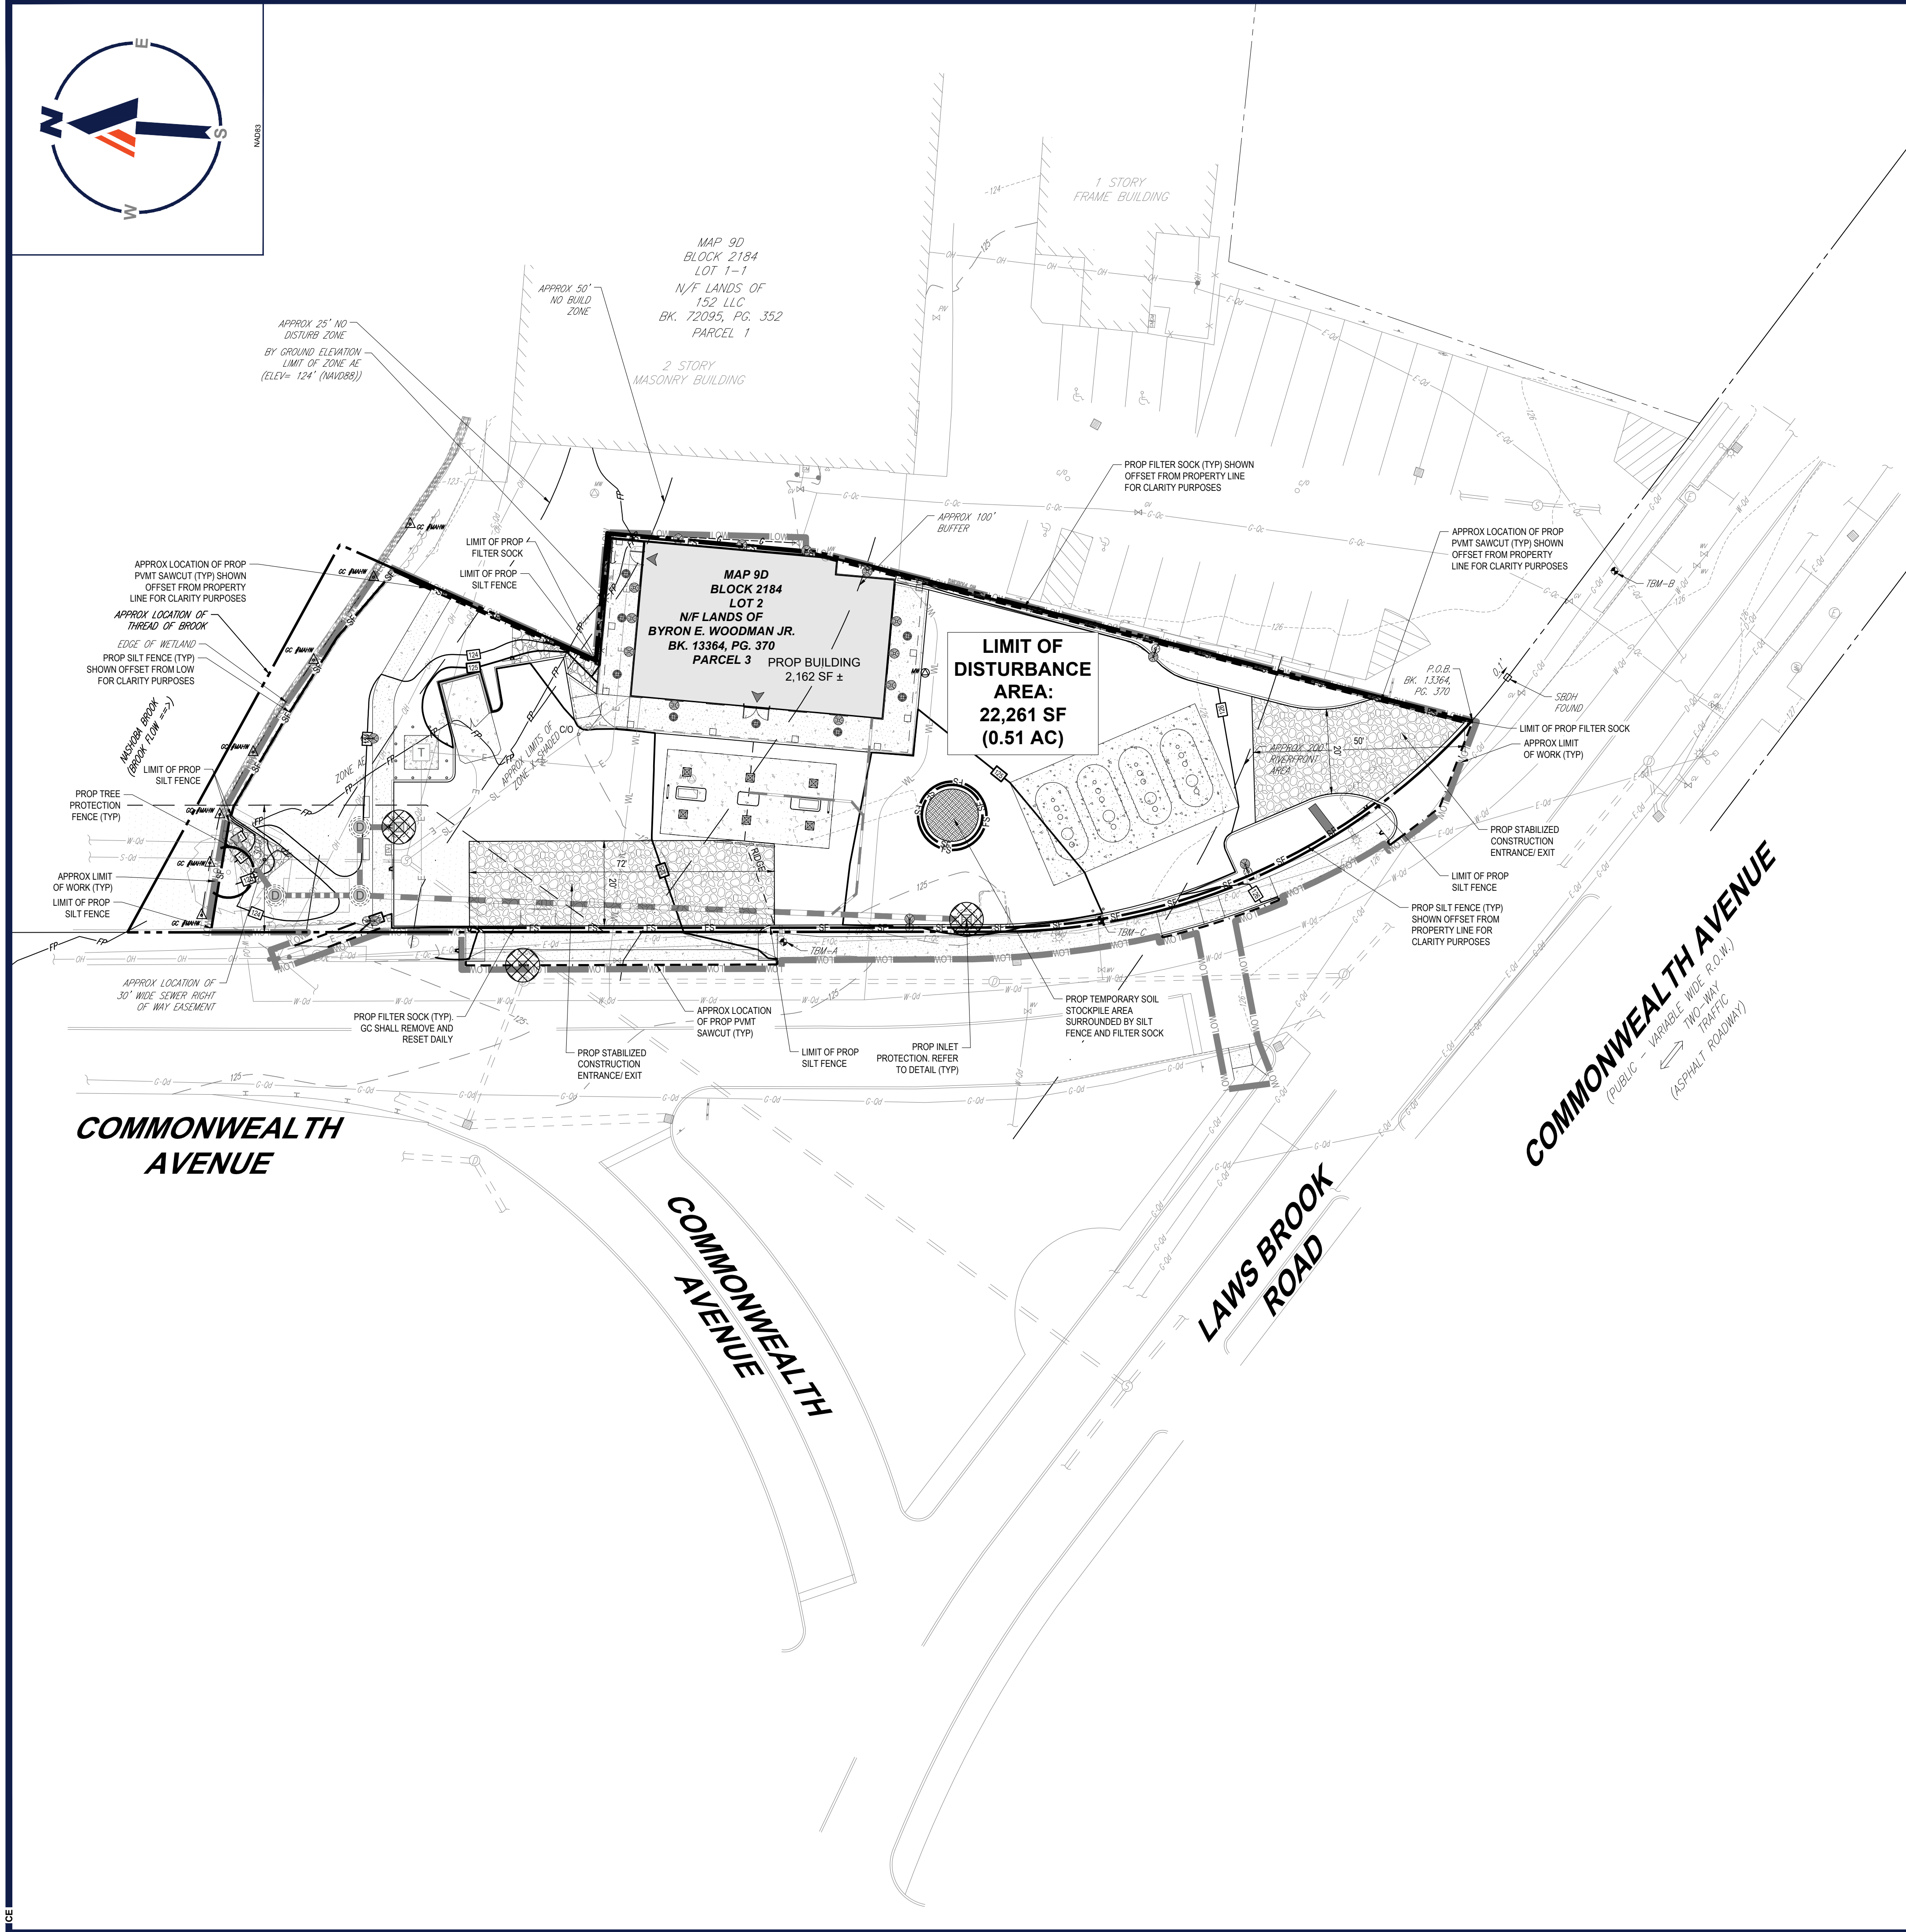 E
N
S
W
NAD83
1 STORY
FRAME BUILDING
MAP 9D
BLOCK 2184
LOT 1-1
N/F LANDS OF
152 LLC
BK. 72095, PG. 352
PARCEL 1
2 STORY
MASONRY BUILDING
APPROX 50'
NO BUILD
ZONE
APPROX 25' NO
DISTURB ZONE
BY GROUND ELEVATION
LIMIT OF ZONE AE
(ELEV= 124' (NAVD88))
PROP FILTER SOCK (TYP) SHOWN
OFFSET FROM PROPERTY LINE
FOR CLARITY PURPOSES
APPROX 100'
BUFFER
APPROX LOCATION OF PROP
PVMT SAWCUT (TYP) SHOWN
OFFSET FROM PROPERTY
LINE FOR CLARITY PURPOSES
LIMIT OF PROP
FILTER SOCK
LIMIT OF PROP
SILT FENCE
APPROX LOCATION OF PROP
PVMT SAWCUT (TYP) SHOWN
OFFSET FROM PROPERTY
LINE FOR CLARITY PURPOSES
APPROX LOCATION OF
THREAD OF BROOK
EDGE OF WETLAND
PROP SILT FENCE (TYP)
SHOWN OFFSET FROM LOW
FOR CLARITY PURPOSES
NASHOBA BROOK
(BROOK FLOW ==>)
LIMIT OF PROP
SILT FENCE
PROP TREE
PROTECTION
FENCE (TYP)
APPROX LIMIT
OF WORK (TYP)
LIMIT OF PROP
SILT FENCE
MAP 9D
BLOCK 2184
LOT 2
N/F LANDS OF
BYRON E. WOODMAN JR.
BK. 13364, PG. 370
PARCEL 3
PROP BUILDING
2,162 SF ±
LIMIT OF
DISTURBANCE
AREA:
22,261 SF
(0.51 AC)
TBM-B
P.O.B.
BK. 13364,
PG. 370
0.1'
SBDH
FOUND
LIMIT OF PROP FILTER SOCK
APPROX LIMIT
OF WORK (TYP)
APPROX 200'
RIVERFRONT
AREA
50'
20'
ZONE AE
APPROX LIMITS OF
ZONE X-SHADED
C/O
RIDGE
72'
20'
PROP STABILIZED
CONSTRUCTION
ENTRANCE/ EXIT
LIMIT OF PROP
SILT FENCE
PROP SILT FENCE (TYP)
SHOWN OFFSET FROM
PROPERTY LINE FOR
CLARITY PURPOSES
TBM-C
TBM-A
APPROX LOCATION OF
30' WIDE SEWER RIGHT
OF WAY EASEMENT
PROP FILTER SOCK (TYP).
GC SHALL REMOVE AND
RESET DAILY
PROP STABILIZED
CONSTRUCTION
ENTRANCE/ EXIT
APPROX LOCATION
OF PROP PVMT
SAWCUT (TYP)
LIMIT OF PROP
SILT FENCE
PROP INLET
PROTECTION. REFER
TO DETAIL (TYP)
PROP TEMPORARY SOIL
STOCKPILE AREA
SURROUNDED BY SILT
FENCE AND FILTER SOCK
COMMONWEALTH
AVENUE
COMMONWEALTH
AVENUE
LAWS BROOK
ROAD
COMMONWEALTH AVENUE
(PUBLIC - VARIABLE WIDE R.O.W.)
TWO-WAY
TRAFFIC
(ASPHALT ROADWAY)
CE